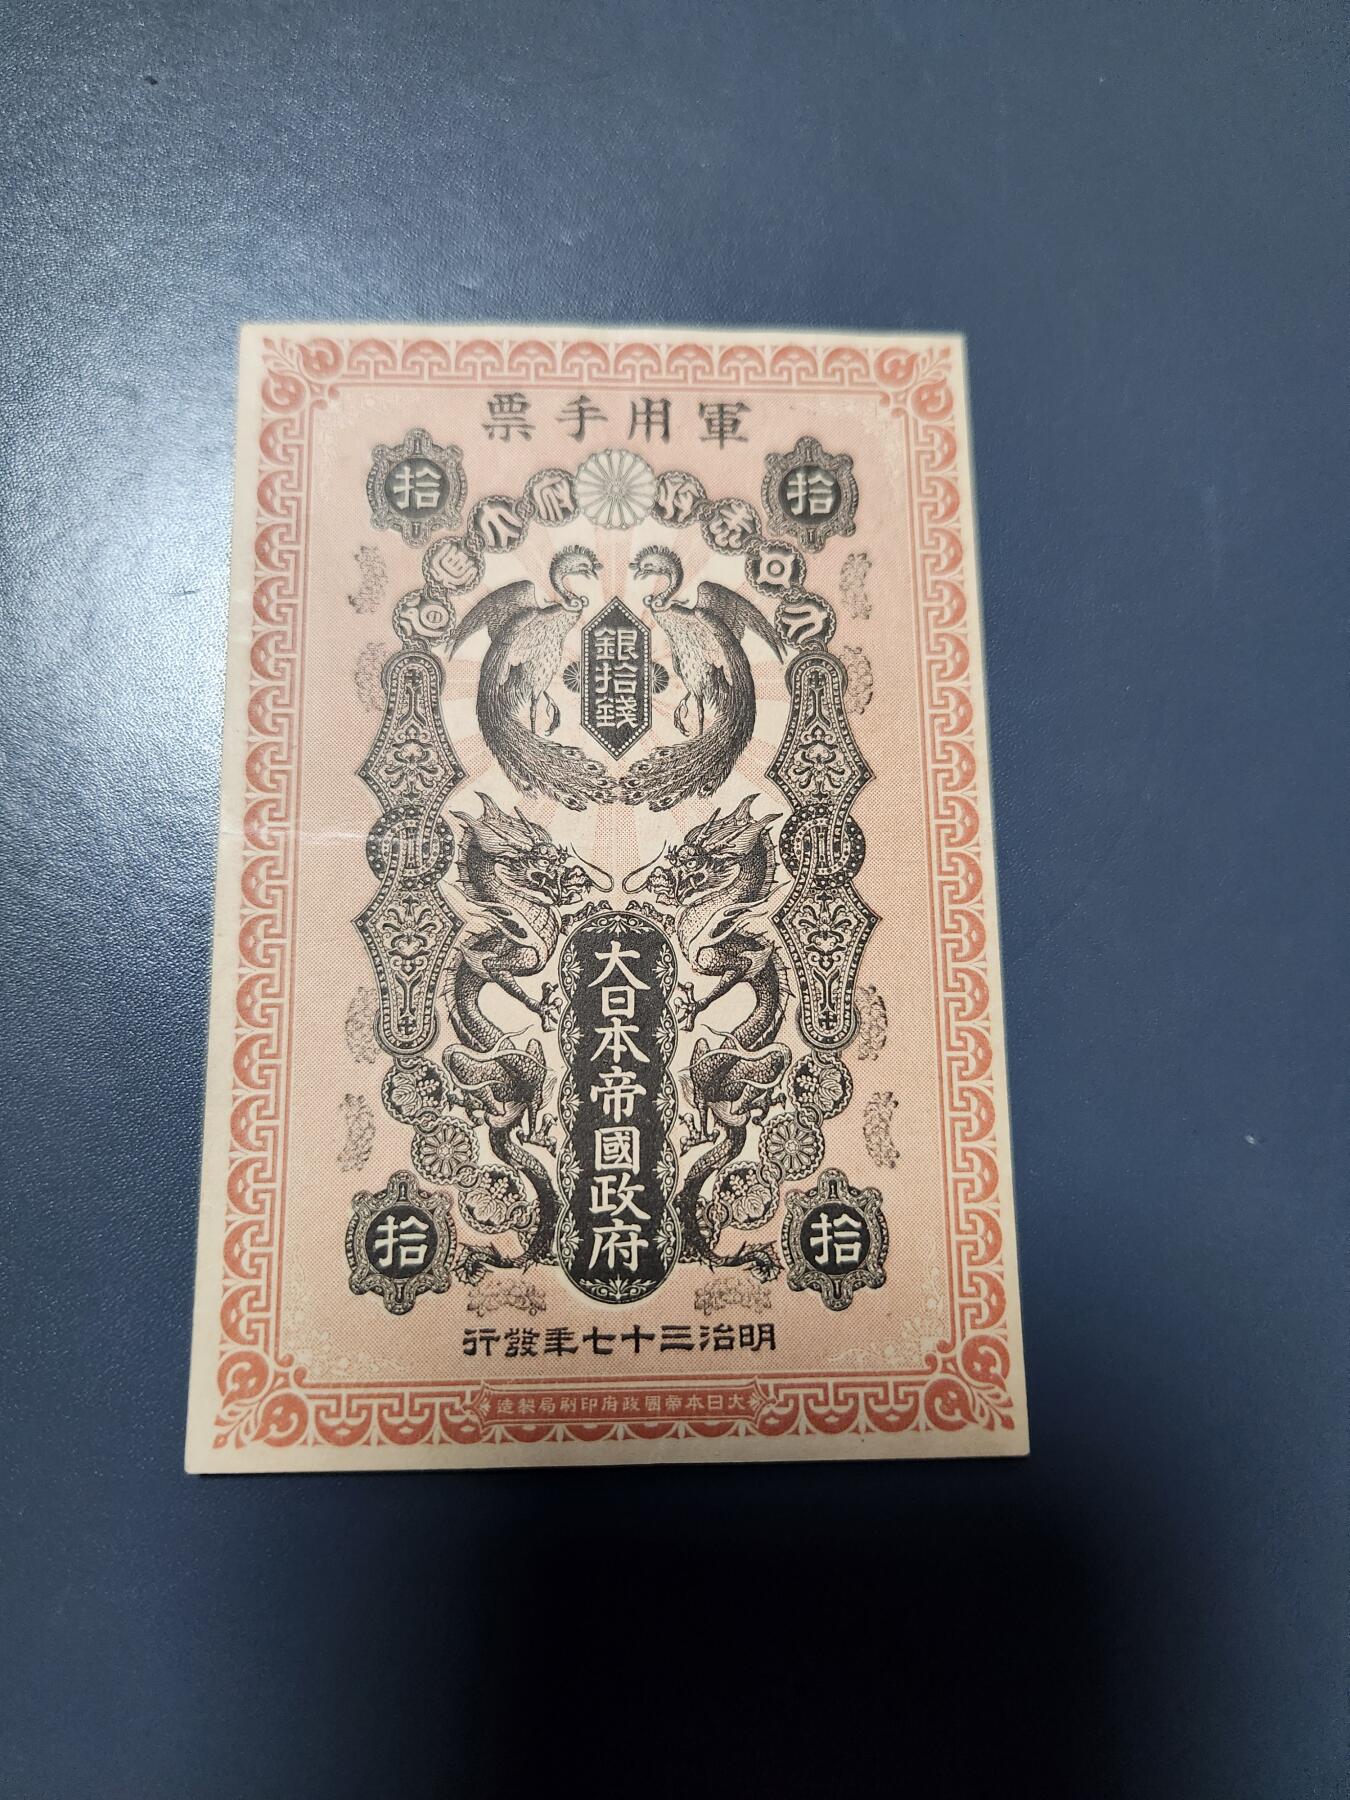 軍用手票
拾
拾
銀拾錢
大日本帝國政府
拾
拾
明治三十七年發行
大日本帝國政府印刷局製造